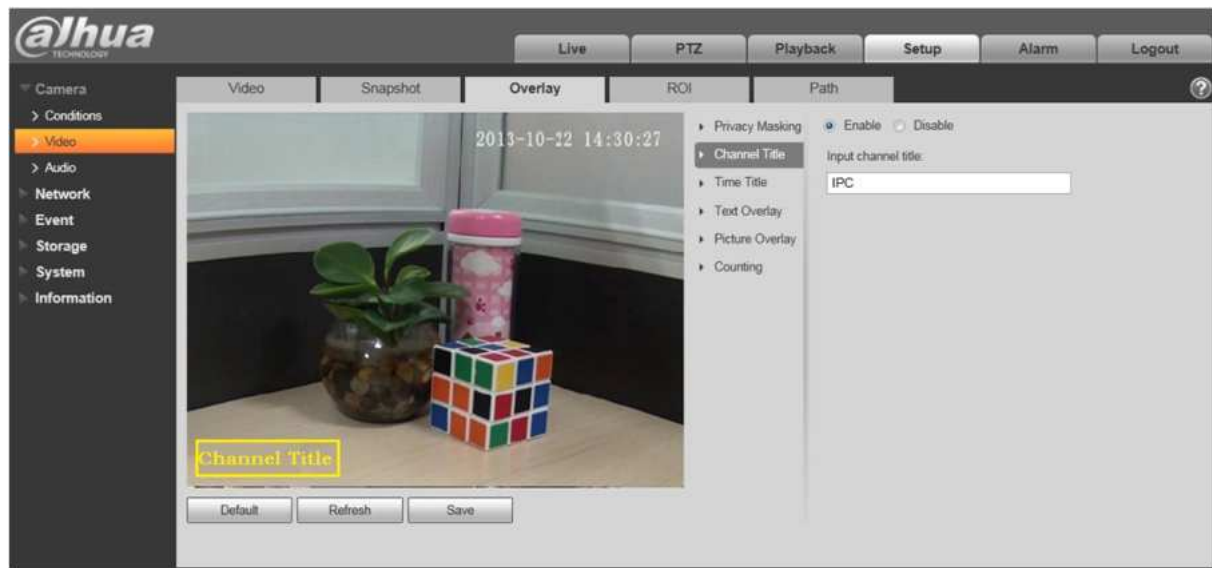 alhua
TECHNOLOGY
Live PTZ Playback Setup Alarm Logout
Camera
> Conditions
> Video
> Audio
Network
Event
Storage
System
Information
Video Snapshot Overlay ROI Path
?
2013-10-22 14:30:27
Channel Title
Privacy Masking
Channel Title
Time Title
Text Overlay
Picture Overlay
Counting
Enable Disable
Input channel title:
IPC
Default Refresh Save